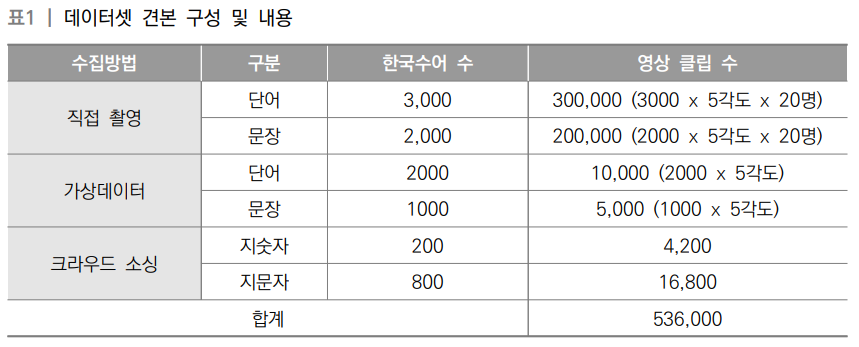 표1 | 데이터셋 견본 구성 및 내용
수집방법 구분 한국수어 수 영상 클립 수
직접 촬영 단어 3,000 300,000 (3000 x 5각도 x 20명)
문장 2,000 200,000 (2000 x 5각도 x 20명)
가상데이터 단어 2000 10,000 (2000 x 5각도)
문장 1000 5,000 (1000 x 5각도)
크라우드 소싱 지숫자 200 4,200
지문자 800 16,800
합계 536,000